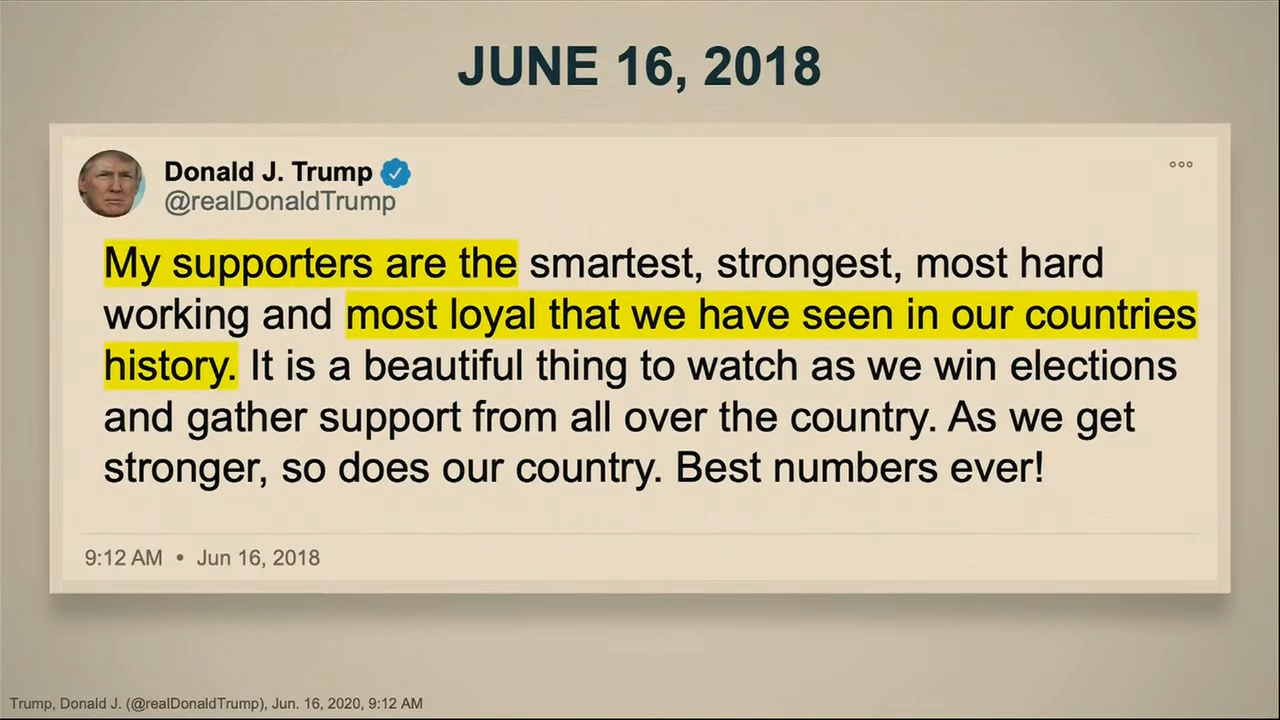 JUNE 16, 2018
Donald J. Trump
@realDonaldTrump
My supporters are the smartest, strongest, most hard
working and most loyal that we have seen in our countries
history. It is a beautiful thing to watch as we win elections
and gather support from all over the country. As we get
stronger, so does our country. Best numbers ever!
9:12 AM • Jun 16, 2018
Trump, Donald J. (@realDonaldTrump), Jun. 16, 2020, 9:12 AM